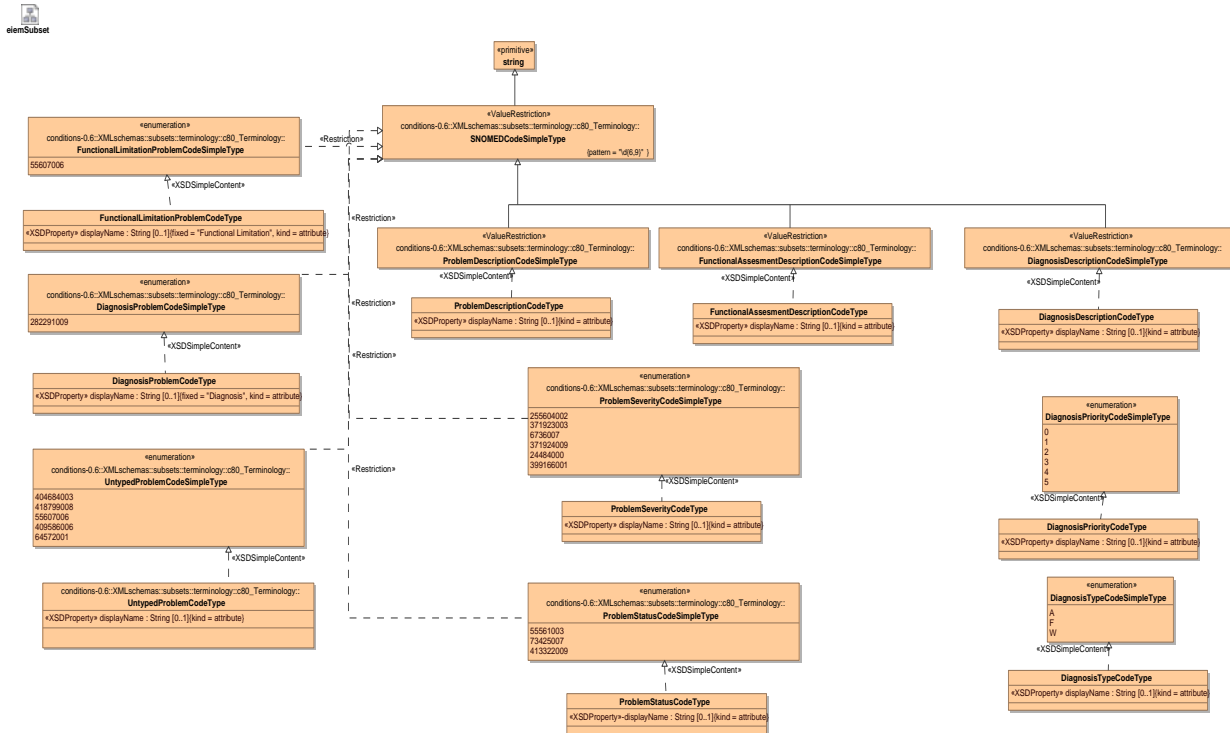 eiemSubset
«primitive»
string
«ValueRestriction»
conditions-0.6::XMLschemas::subsets::terminology::c80_Terminology::
SNOMEDCodeSimpleType
{pattern = "\d{6,9}" }
«enumeration»
conditions-0.6::XMLschemas::subsets::terminology::c80_Terminology::
FunctionalLimitationProblemCodeSimpleType
55607006
«Restriction»
«XSDSimpleContent»
FunctionalLimitationProblemCodeType
«XSDProperty» displayName : String [0..1]{fixed = "Functional Limitation", kind = attribute}
«Restriction»
«ValueRestriction»
conditions-0.6::XMLschemas::subsets::terminology::c80_Terminology::
ProblemDescriptionCodeSimpleType
«XSDSimpleContent»
ProblemDescriptionCodeType
«XSDProperty» displayName : String [0..1]{kind = attribute}
«ValueRestriction»
conditions-0.6::XMLschemas::subsets::terminology::c80_Terminology::
FunctionalAssesmentDescriptionCodeSimpleType
«XSDSimpleContent»
FunctionalAssesmentDescriptionCodeType
«XSDProperty» displayName : String [0..1]{kind = attribute}
«ValueRestriction»
conditions-0.6::XMLschemas::subsets::terminology::c80_Terminology::
DiagnosisDescriptionCodeSimpleType
«XSDSimpleContent»
DiagnosisDescriptionCodeType
«XSDProperty» displayName : String [0..1]{kind = attribute}
«enumeration»
conditions-0.6::XMLschemas::subsets::terminology::c80_Terminology::
DiagnosisProblemCodeSimpleType
282291009
«Restriction»
«XSDSimpleContent»
DiagnosisProblemCodeType
«XSDProperty» displayName : String [0..1]{fixed = "Diagnosis", kind = attribute}
«Restriction»
«enumeration»
conditions-0.6::XMLschemas::subsets::terminology::c80_Terminology::
ProblemSeverityCodeSimpleType
255604002
371923003
6736007
371924009
24484000
399166001
«XSDSimpleContent»
ProblemSeverityCodeType
«XSDProperty» displayName : String [0..1]{kind = attribute}
«enumeration»
DiagnosisPriorityCodeSimpleType
0
1
2
3
4
5
«XSDSimpleContent»
DiagnosisPriorityCodeType
«XSDProperty» displayName : String [0..1]{kind = attribute}
«enumeration»
conditions-0.6::XMLschemas::subsets::terminology::c80_Terminology::
UntypedProblemCodeSimpleType
404684003
418799008
55607006
409586006
64572001
«Restriction»
«XSDSimpleContent»
conditions-0.6::XMLschemas::subsets::terminology::c80_Terminology::
UntypedProblemCodeType
«XSDProperty» displayName : String [0..1]{kind = attribute}
«enumeration»
conditions-0.6::XMLschemas::subsets::terminology::c80_Terminology::
ProblemStatusCodeSimpleType
55561003
73425007
413322009
«XSDSimpleContent»
ProblemStatusCodeType
«XSDProperty»-displayName : String [0..1]{kind = attribute}
«enumeration»
DiagnosisTypeCodeSimpleType
A
F
W
«XSDSimpleContent»
DiagnosisTypeCodeType
«XSDProperty» displayName : String [0..1]{kind = attribute}